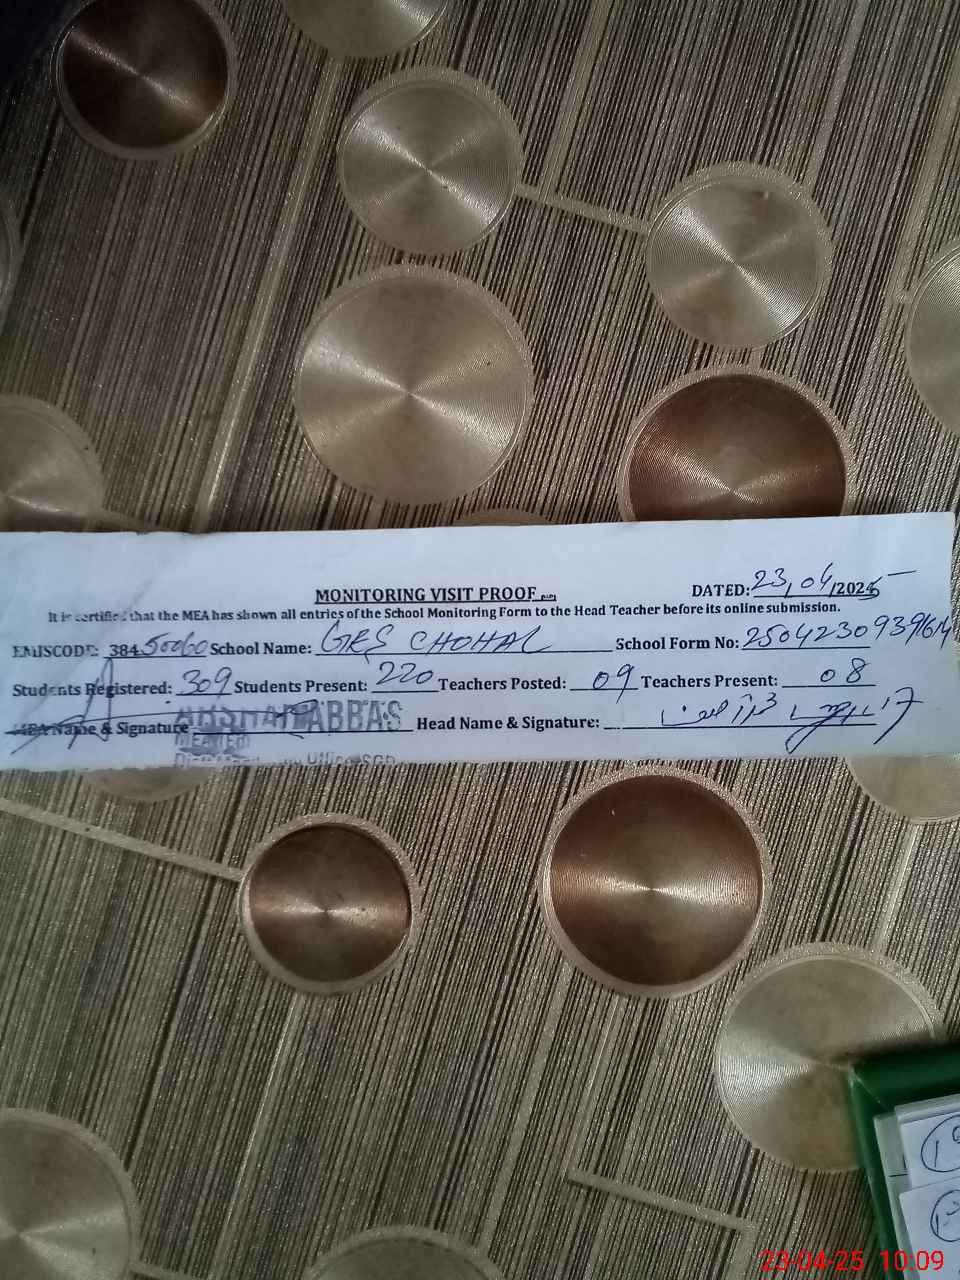 MONITORING VISIT PROOF
DATED: 23/04/2025
It is certified that the MEA has shown all entries of the School Monitoring Form to the Head Teacher before its online submission.
EMISCODE: 38450060 School Name: GPS CHOHAL School Form No: 2504230939
Students Registered: 309 Students Present: 220 Teachers Posted: 09 Teachers Present: 08
MEA Name & Signature ABBAS Head Name & Signature:
23-04-25 10:09